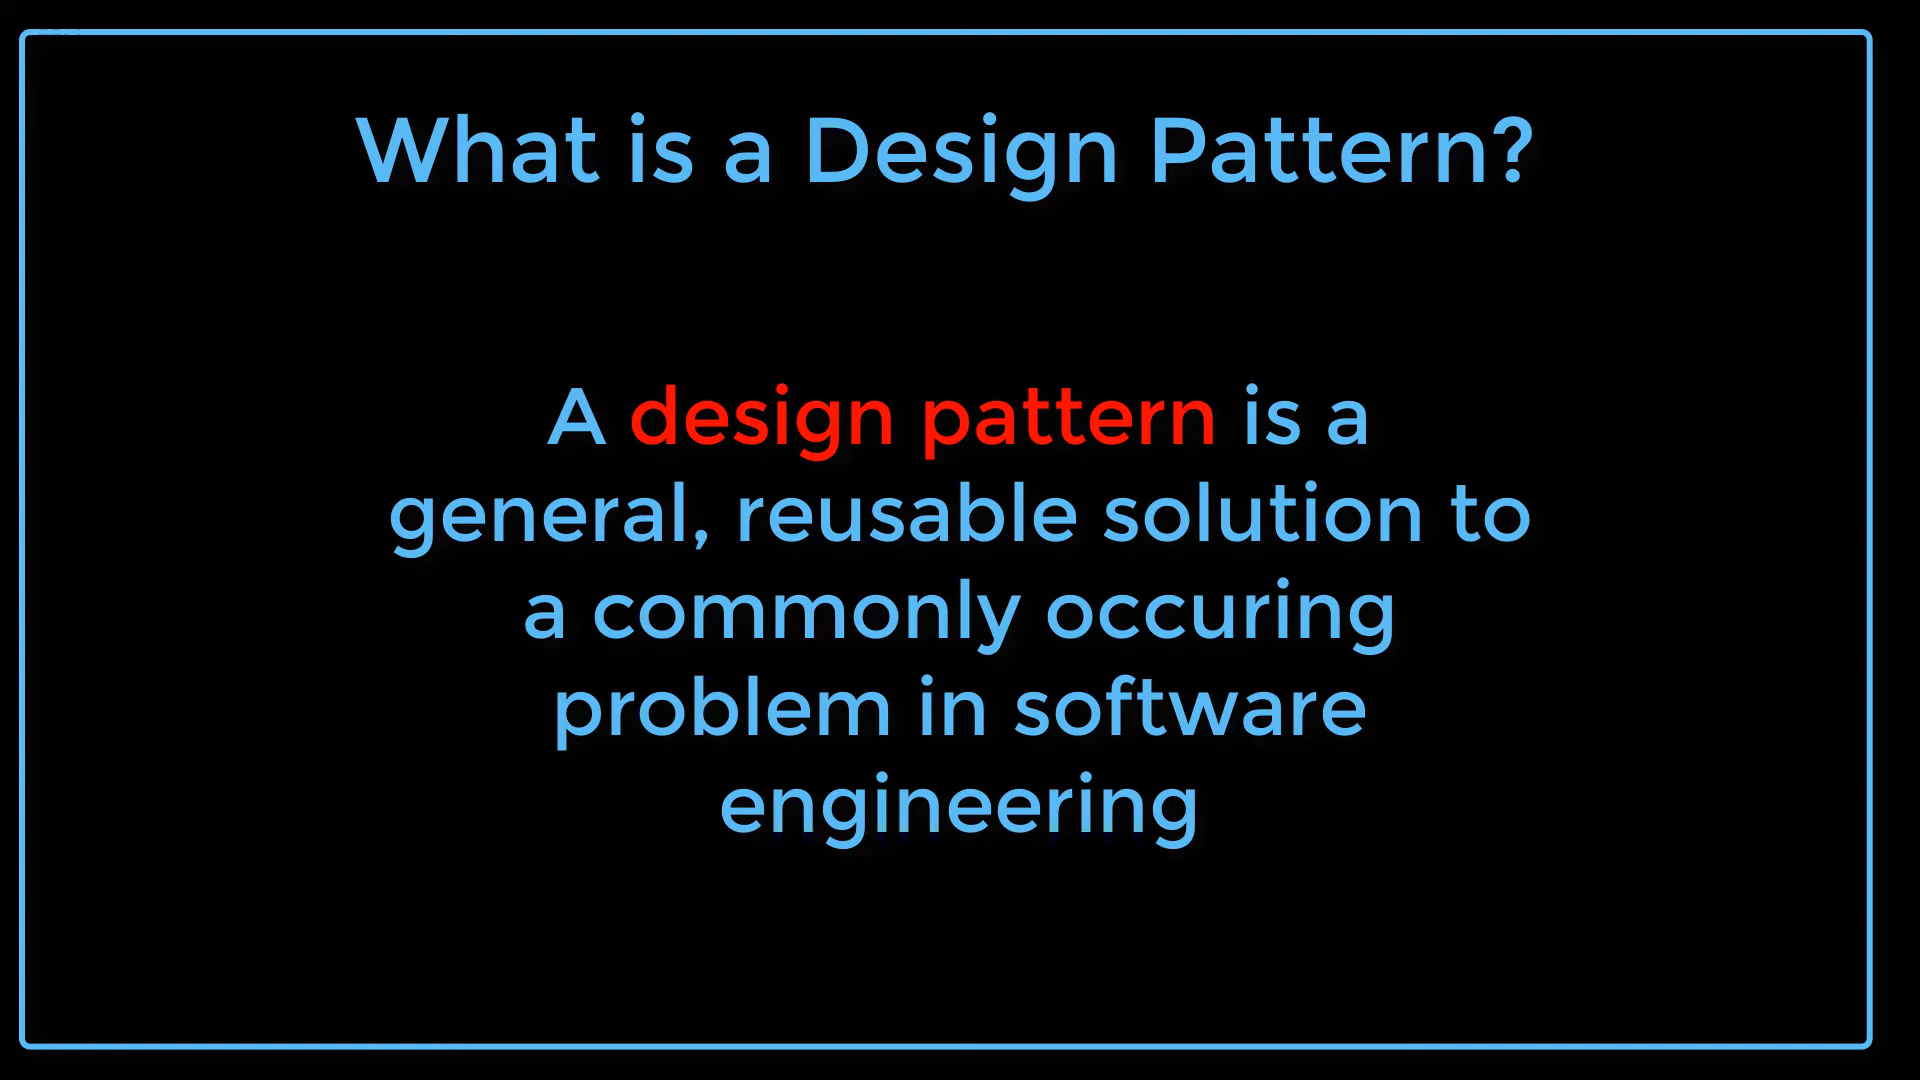 What is a Design Pattern?
A design pattern is a
general, reusable solution to
a commonly occuring
problem in software
engineering